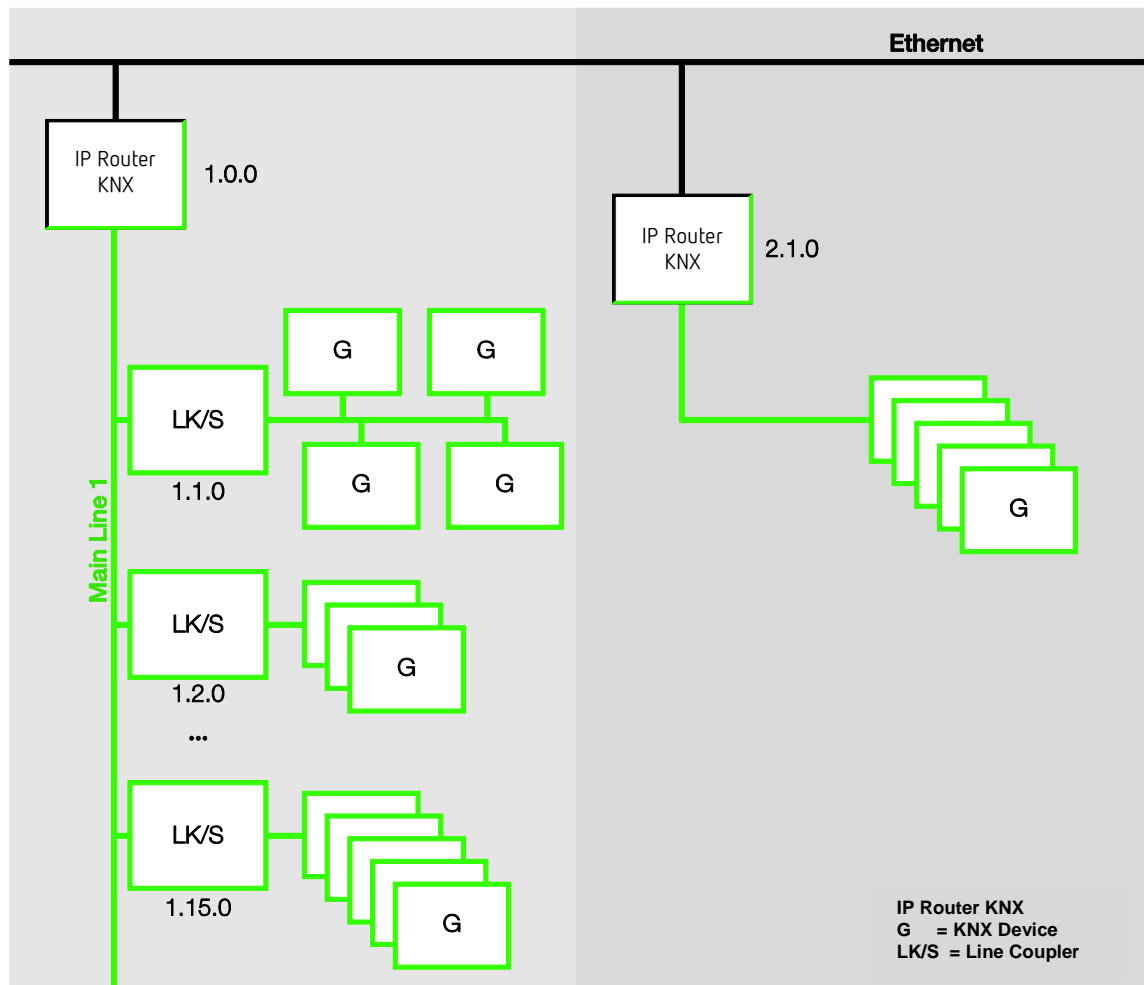 Ethernet
IP Router
KNX
1.0.0
IP Router
KNX
2.1.0
Main Line 1
G
G
LK/S
G
G
1.1.0
G
LK/S
G
1.2.0
...
LK/S
G
1.15.0
IP Router KNX
G = KNX Device
LK/S = Line Coupler